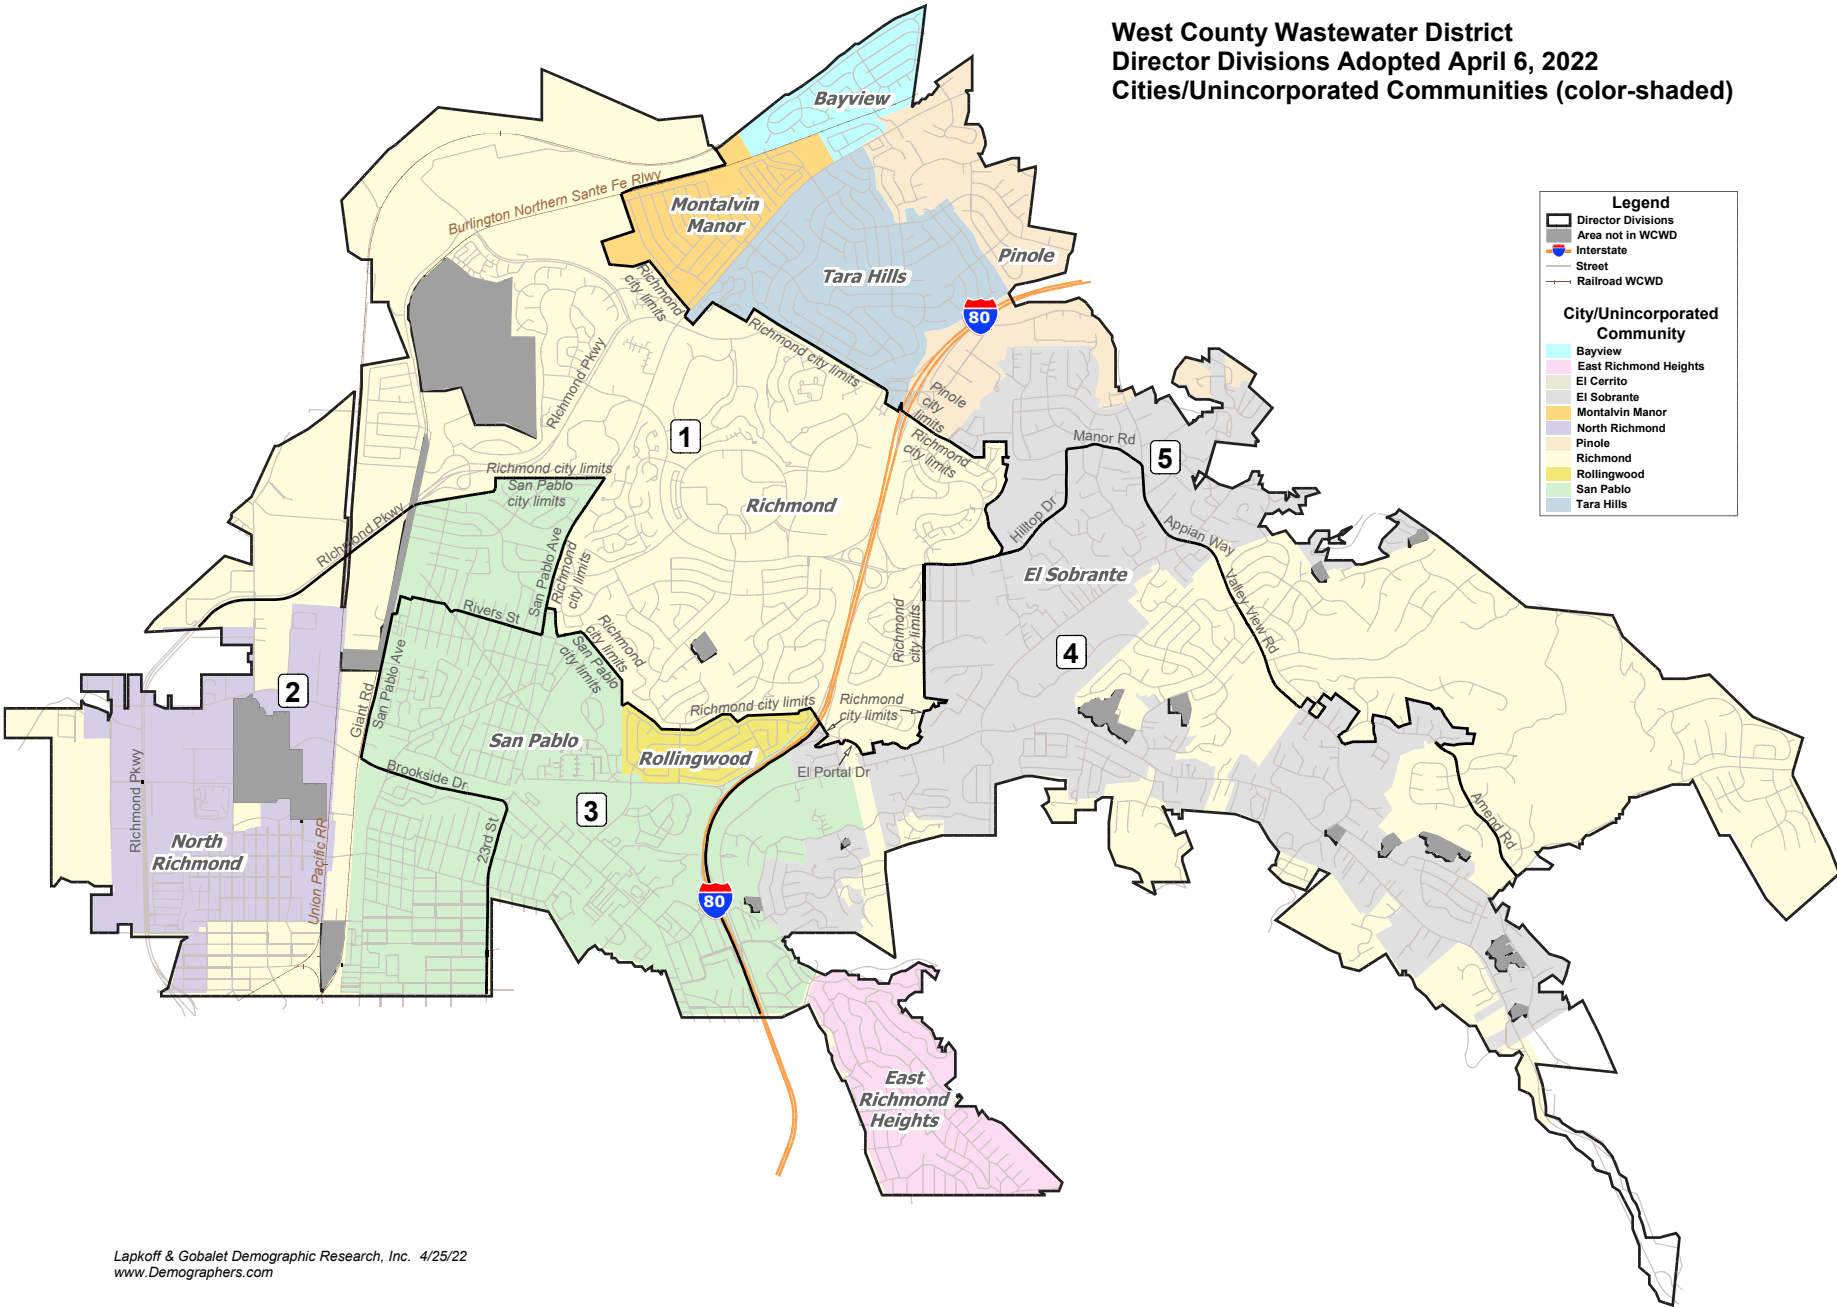 West County Wastewater District
Director Divisions Adopted April 6, 2022
Cities/Unincorporated Communities (color-shaded)
Legend
Director Divisions
Area not in WCWD
Interstate
Street
Railroad WCWD
City/Unincorporated
Community
Bayview
East Richmond Heights
El Cerrito
El Sobrante
Montalvin Manor
North Richmond
Pinole
Richmond
Rollingwood
San Pablo
Tara Hills
Bayview
Burlington Northern Sante Fe Rlwy
Montalvin
Manor
Tara Hills
Pinole
Richmond
city limits
80
Richmond city limits
Richmond Pkwy
Pinole
city
limits
Richmond
city limits
Manor Rd
1
5
Richmond city limits
San Pablo
city limits
Richmond
Richmond Pkwy
Hilltop Dr
Appian Way
San Pablo Ave
Richmond
city limits
El Sobrante
Valley View Rd
Rivers St
Richmond
city limits
San Pablo
city limits
Richmond
city limits
4
2
Giant Rd
San Pablo Ave
Richmond city limits
Richmond
city limits
San Pablo
Rollingwood
El Portal Dr
Brookside Dr
Richmond Pkwy
3
23rd St
Amend Rd
North
Richmond
Union Pacific RR
80
East
Richmond
Heights
Lapkoff & Gobalet Demographic Research, Inc. 4/25/22
www.Demographers.com